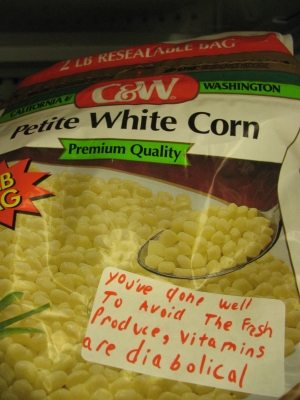 2 LB RESEALABLE BAG
C&W
CALIFORNIA & WASHINGTON
Petite White Corn
Premium Quality
you've done well
To Avoid The Fresh
Produce, Vitamins
are diabolical